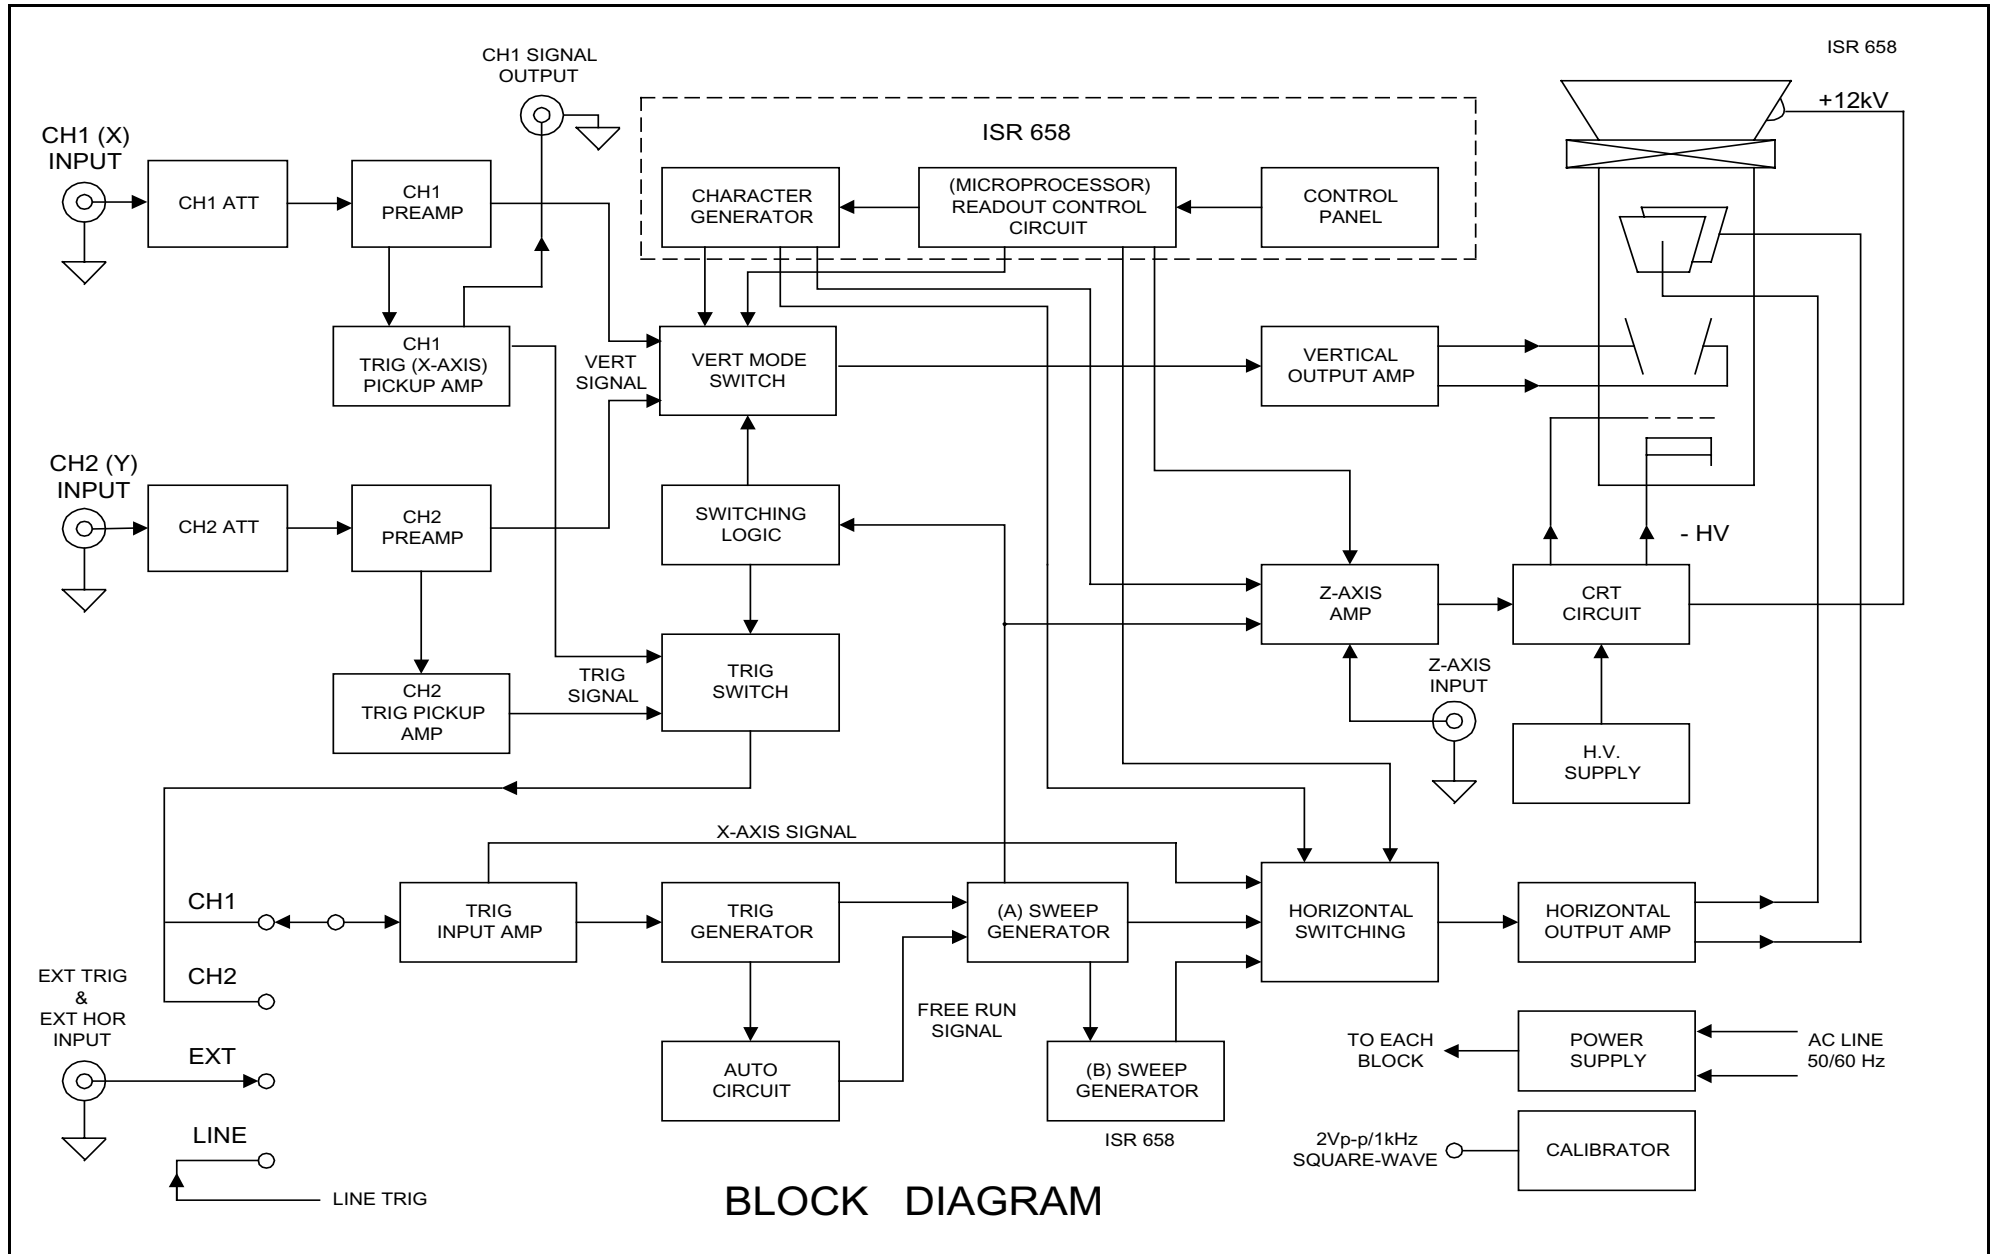 ISR 658
CH1 SIGNAL
OUTPUT
+12kV
CH1 (X)
INPUT
ISR 658
CH1 ATT
CH1
PREAMP
CHARACTER
GENERATOR
(MICROPROCESSOR)
READOUT CONTROL
CIRCUIT
CONTROL
PANEL
CH1
TRIG (X-AXIS)
PICKUP AMP
VERT
SIGNAL
VERT MODE
SWITCH
VERTICAL
OUTPUT AMP
CH2 (Y)
INPUT
CH2 ATT
CH2
PREAMP
SWITCHING
LOGIC
- HV
Z-AXIS
AMP
CRT
CIRCUIT
CH2
TRIG PICKUP
AMP
TRIG
SIGNAL
TRIG
SWITCH
Z-AXIS
INPUT
H.V.
SUPPLY
X-AXIS SIGNAL
CH1
TRIG
INPUT AMP
TRIG
GENERATOR
(A) SWEEP
GENERATOR
HORIZONTAL
SWITCHING
HORIZONTAL
OUTPUT AMP
CH2
EXT TRIG
&
EXT HOR
INPUT
FREE RUN
SIGNAL
EXT
AUTO
CIRCUIT
(B) SWEEP
GENERATOR
ISR 658
TO EACH
BLOCK
POWER
SUPPLY
AC LINE
50/60 Hz
LINE
LINE TRIG
2Vp-p/1kHz
SQUARE-WAVE
CALIBRATOR
BLOCK DIAGRAM